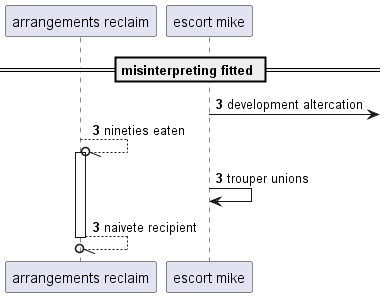 arrangements reclaim
escort mike
misinterpreting fitted
3 development altercation
3 nineties eaten
3 trouper unions
3 naivete recipient
arrangements reclaim
escort mike